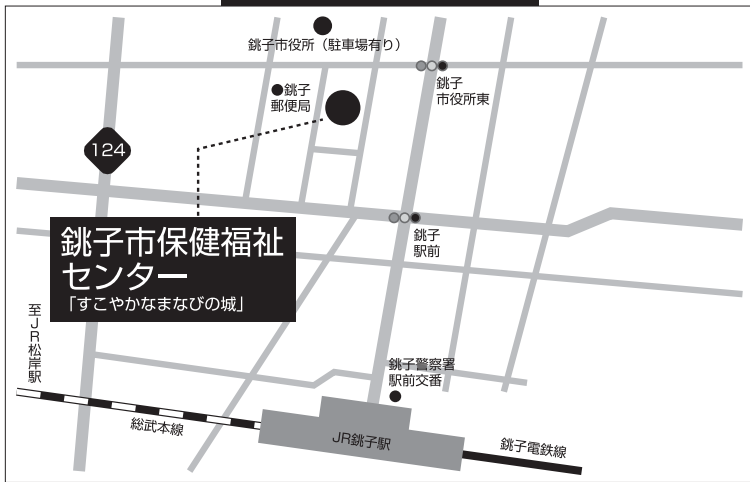 銚子市役所（駐車場有り）
銚子
郵便局
銚子
市役所東
124
銚子市保健福祉
センター
「すこやかなまなびの城」
銚子
駅前
至JR松岸駅
銚子警察署
駅前交番
総武本線
JR銚子駅
銚子電鉄線